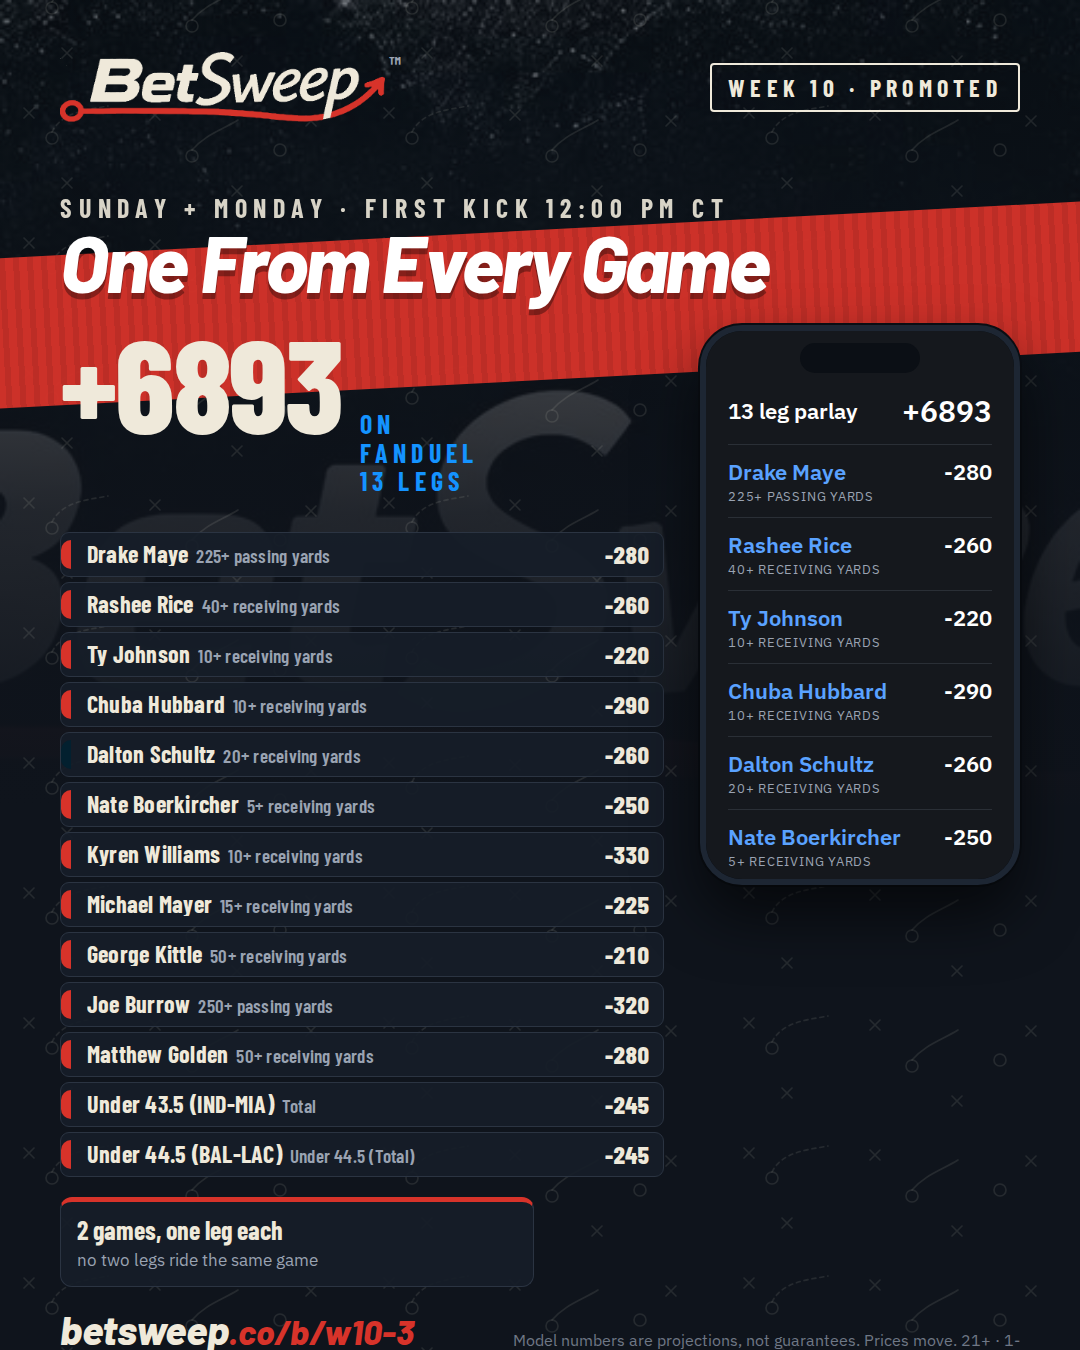 BetSweep™
WEEK 10 · PROMOTED
SUNDAY + MONDAY · FIRST KICK 12:00 PM CT
One From Every Game
+6893
ON
FANDUEL
13 LEGS
Drake Maye 225+ passing yards -280
Rashee Rice 40+ receiving yards -260
Ty Johnson 10+ receiving yards -220
Chuba Hubbard 10+ receiving yards -290
Dalton Schultz 20+ receiving yards -260
Nate Boerkircher 5+ receiving yards -250
Kyren Williams 10+ receiving yards -330
Michael Mayer 15+ receiving yards -225
George Kittle 50+ receiving yards -210
Joe Burrow 250+ passing yards -320
Matthew Golden 50+ receiving yards -280
Under 43.5 (IND-MIA) Total -245
Under 44.5 (BAL-LAC) Under 44.5 (Total) -245
13 leg parlay +6893
Drake Maye -280
225+ PASSING YARDS
Rashee Rice -260
40+ RECEIVING YARDS
Ty Johnson -220
10+ RECEIVING YARDS
Chuba Hubbard -290
10+ RECEIVING YARDS
Dalton Schultz -260
20+ RECEIVING YARDS
Nate Boerkircher -250
5+ RECEIVING YARDS
2 games, one leg each
no two legs ride the same game
betsweep.co/b/w10-3
Model numbers are projections, not guarantees. Prices move. 21+ · 1-